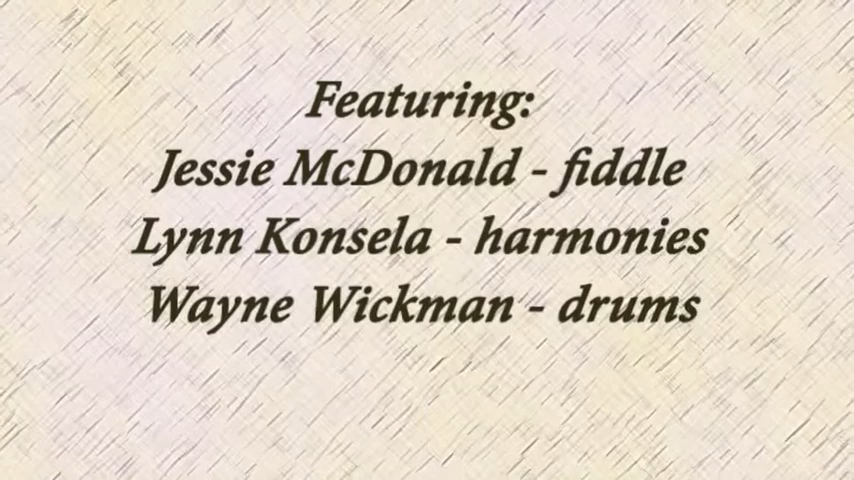 Featuring:
Jessie McDonald - fiddle
Lynn Konsela - harmonies
Wayne Wickman - drums